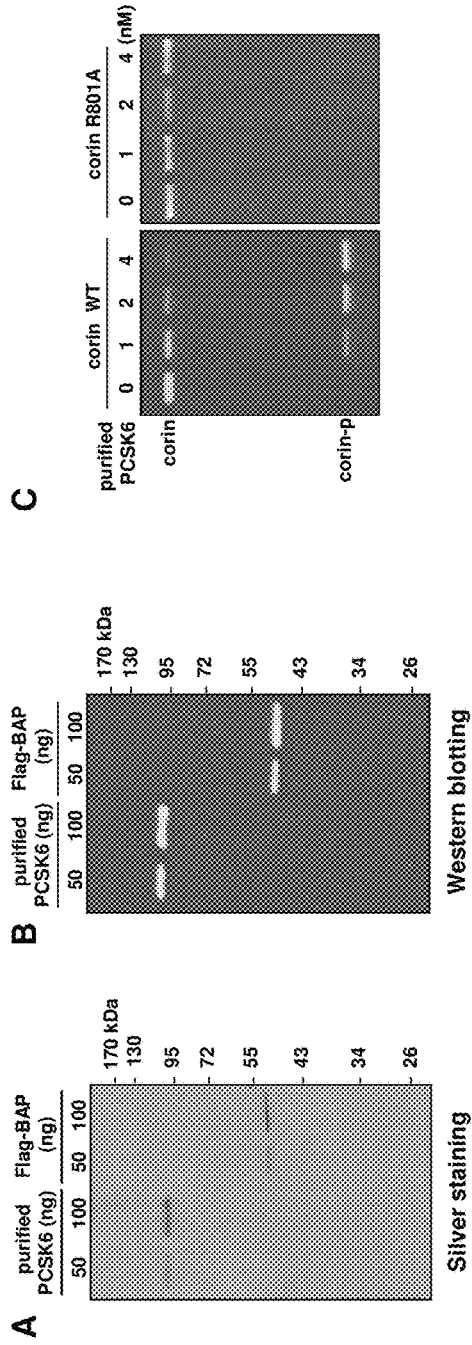 A
purified Flag-BAP
PCSK6 (ng) (ng)
50 100 50 100
170 kDa
130
95
72
55
43
34
26
Silver staining
B
purified Flag-BAP
PCSK6 (ng) (ng)
50 100 50 100
170 kDa
130
95
72
55
43
34
26
Western blotting
C
corin WT corin R801A
purified
PCSK6 0 1 2 4 0 1 2 4 (nM)
corin
corin-p